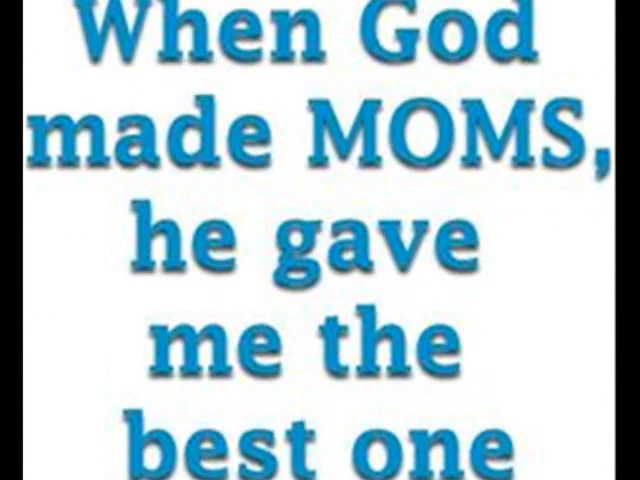 When God
made MOMS,
he gave
me the
best one